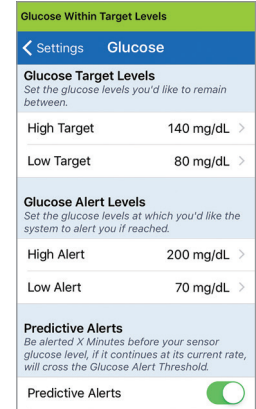 Glucose Within Target Levels
Settings Glucose
Glucose Target Levels
Set the glucose levels you'd like to remain
between.
High Target 140 mg/dL
Low Target 80 mg/dL
Glucose Alert Levels
Set the glucose levels at which you'd like the
system to alert you if reached.
High Alert 200 mg/dL
Low Alert 70 mg/dL
Predictive Alerts
Be alerted X Minutes before your sensor
glucose level, if it continues at its current rate,
will cross the Glucose Alert Threshold.
Predictive Alerts